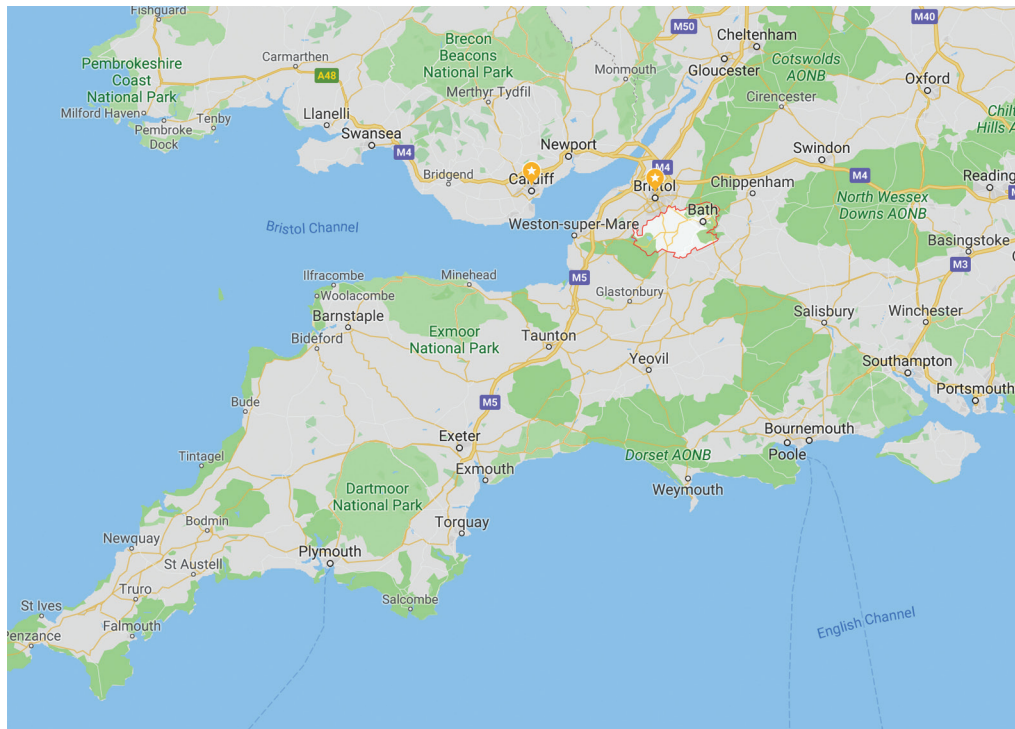 Fishguard
M50
M40
Cheltenham
Brecon
Beacons
National Park
Cotswolds
AONB
Carmarthen
Pembrokeshire
Coast
National Park
A48
Monmouth
Gloucester
Oxford
Merthyr Tydfil
Cirencester
Milford Haven
Llanelli
Tenby
Pembroke
Dock
Swansea
Newport
Swindon
M4
M4
M4
Bridgend
Cardiff
Bristol
Chippenham
Reading
North Wessex
Downs AONB
Bath
Weston-super-Mare
Bristol Channel
Basingstoke
M3
M5
Ilfracombe
Minehead
Woolacombe
Glastonbury
Barnstaple
Salisbury
Winchester
Exmoor
National Park
Bideford
Taunton
Yeovil
Southampton
Portsmouth
Bude
M5
Exeter
Bournemouth
Poole
Tintagel
Exmouth
Dorset AONB
Weymouth
Dartmoor
National Park
Bodmin
Torquay
Newquay
Plymouth
St Austell
Truro
Salcombe
St Ives
Falmouth
Penzance
English Channel